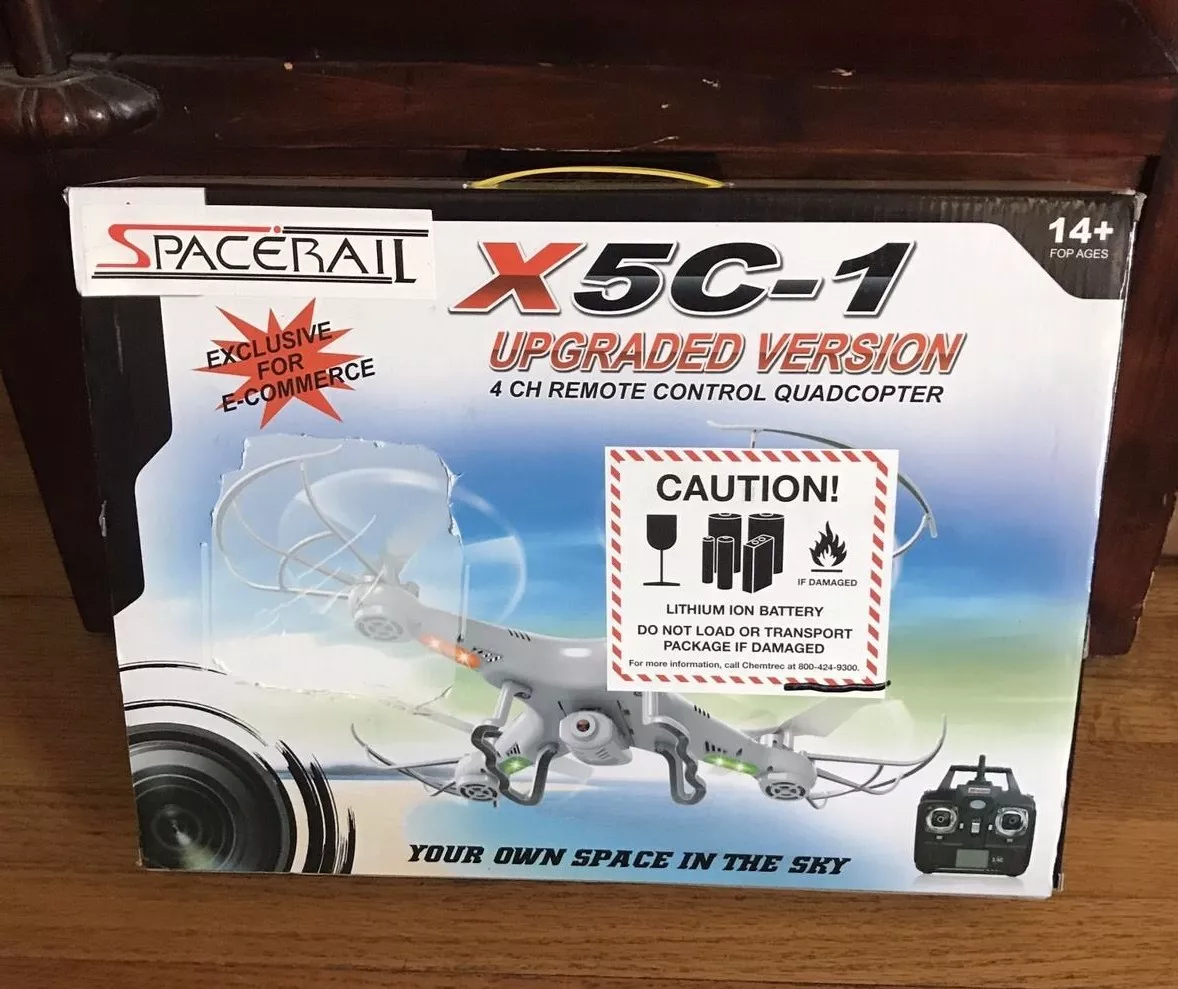 SPACERAIL
X5C-1
14+
FOP AGES
UPGRADED VERSION
4 CH REMOTE CONTROL QUADCOPTER
EXCLUSIVE
FOR
E-COMMERCE
CAUTION!
IF DAMAGED
LITHIUM ION BATTERY
DO NOT LOAD OR TRANSPORT
PACKAGE IF DAMAGED
For more information, call Chemtrec at 800-424-9300.
YOUR OWN SPACE IN THE SKY